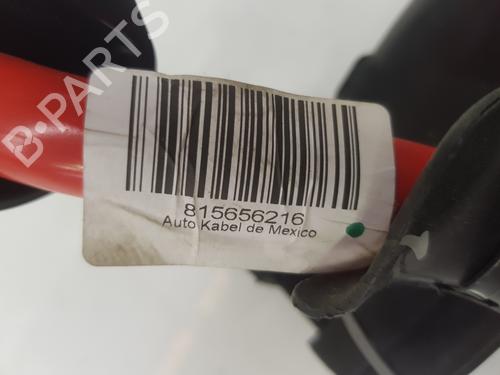 B-PARTS
815656216
Auto Kabel de Mexico